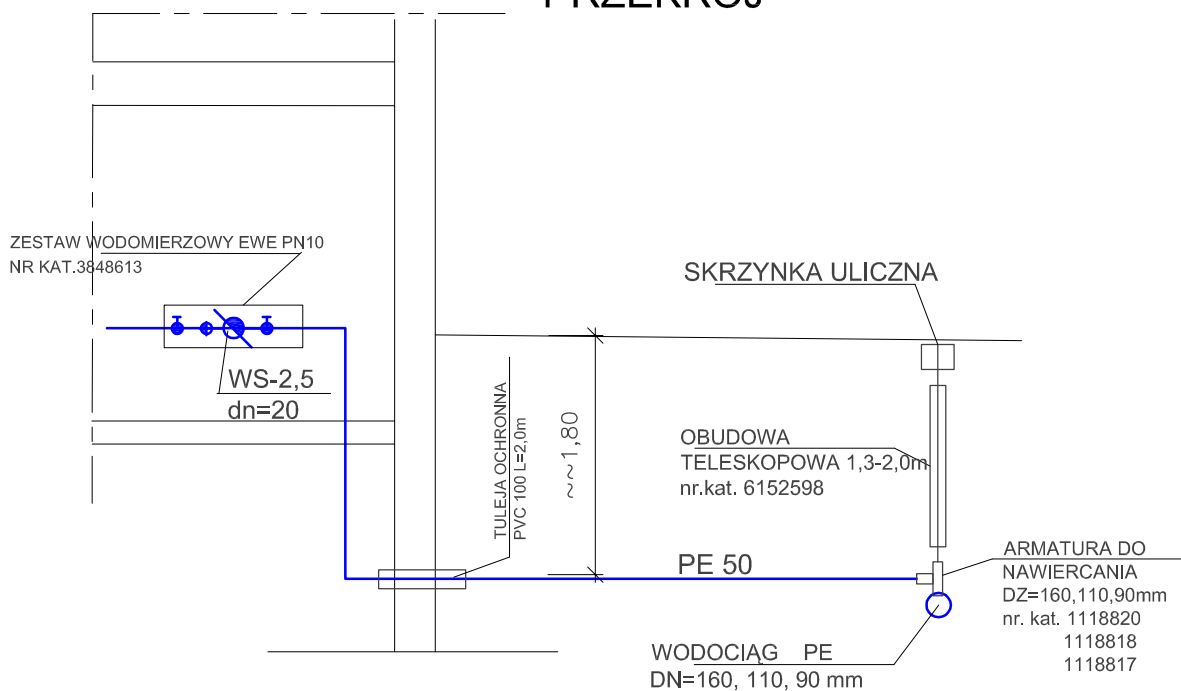 PRZEKRÓJ
ZESTAW WODOMIERZOWY EWE PN10
NR KAT.3848613
WS-2,5
dn=20
TULEJA OCHRONNA
PVC 100 L=2,0m
~~1,80
SKRZYNKA ULICZNA
OBUDOWA
TELESKOPOWA 1,3-2,0m
nr.kat. 6152598
PE 50
ARMATURA DO
NAWIERCANIA
DZ=160,110,90mm
nr. kat. 1118820
1118818
1118817
WODOCIĄG PE
DN=160, 110, 90 mm